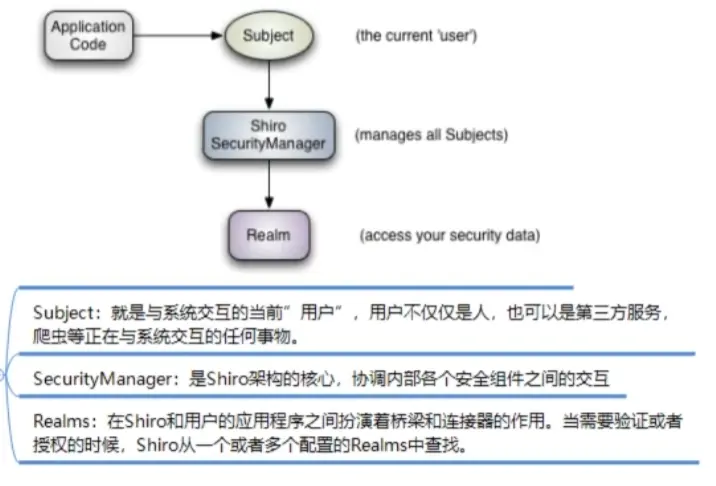 Application
Code
Subject
(the current 'user')
Shiro
SecurityManager
(manages all Subjects)
Realm
(access your security data)
Subject：就是与系统交互的当前”用户”，用户不仅仅是人，也可以是第三方服务，
爬虫等正在与系统交互的任何事物。
SecurityManager：是Shiro架构的核心，协调内部各个安全组件之间的交互
Realms：在Shiro和用户的应用程序之间扮演着桥梁和连接器的作用。当需要验证或者
授权的时候，Shiro从一个或者多个配置的Realms中查找。